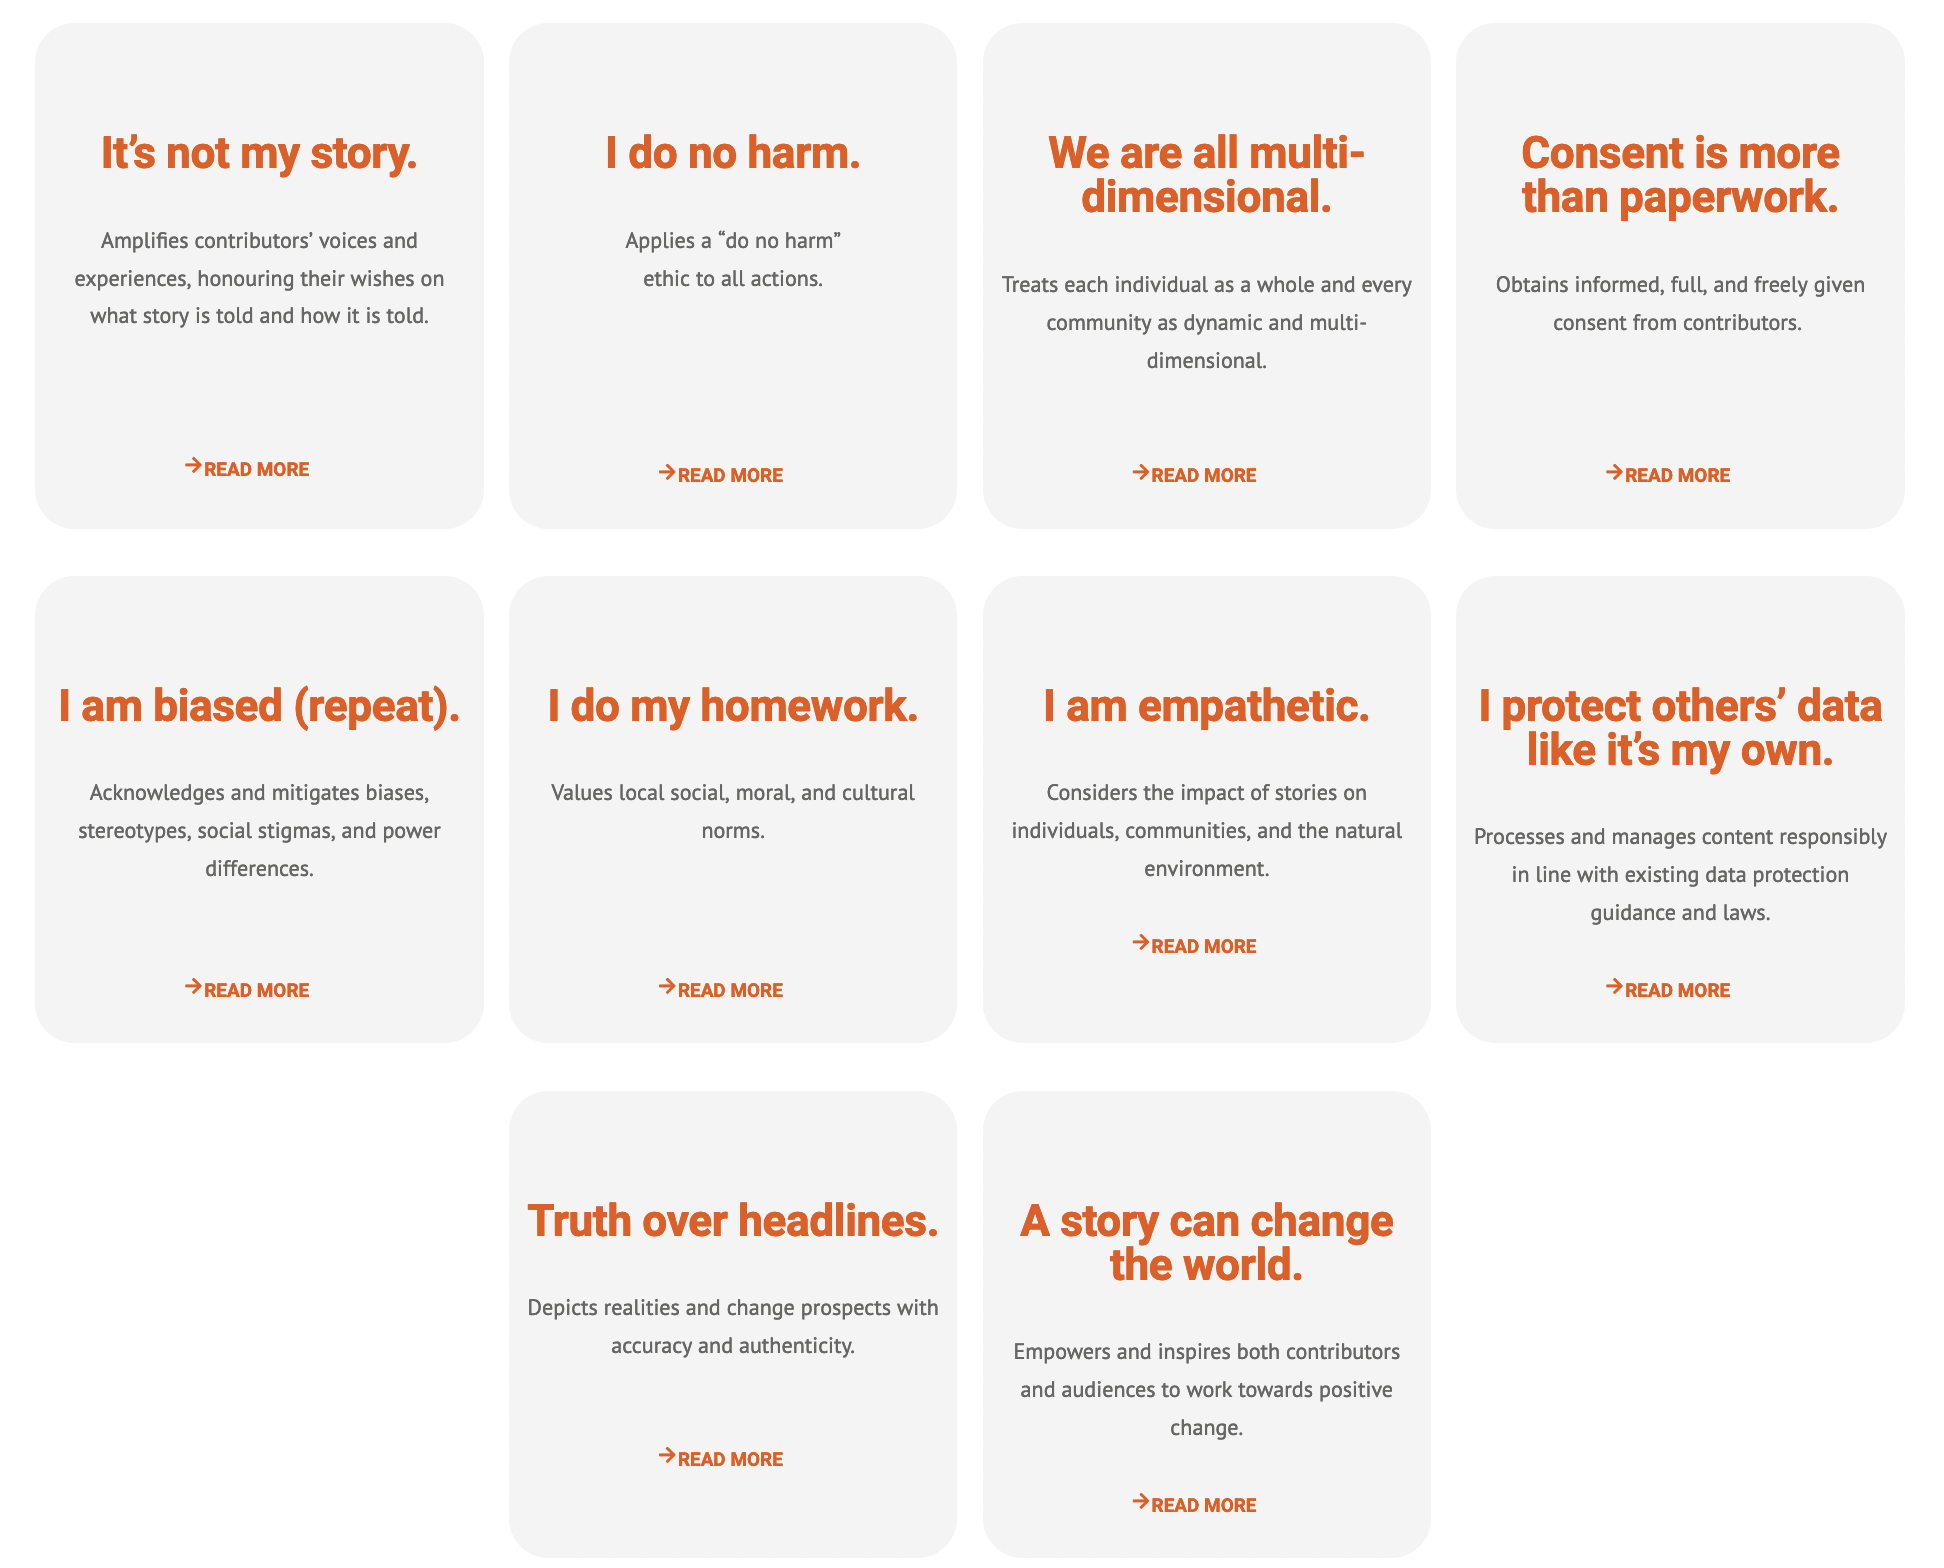 It’s not my story.
Amplifies contributors’ voices and
experiences, honouring their wishes on
what story is told and how it is told.
READ MORE
I do no harm.
Applies a “do no harm”
ethic to all actions.
READ MORE
We are all multi-
dimensional.
Treats each individual as a whole and every
community as dynamic and multi-
dimensional.
READ MORE
Consent is more
than paperwork.
Obtains informed, full, and freely given
consent from contributors.
READ MORE
I am biased (repeat).
Acknowledges and mitigates biases,
stereotypes, social stigmas, and power
differences.
READ MORE
I do my homework.
Values local social, moral, and cultural
norms.
READ MORE
I am empathetic.
Considers the impact of stories on
individuals, communities, and the natural
environment.
READ MORE
I protect others’ data
like it’s my own.
Processes and manages content responsibly
in line with existing data protection
guidance and laws.
READ MORE
Truth over headlines.
Depicts realities and change prospects with
accuracy and authenticity.
READ MORE
A story can change
the world.
Empowers and inspires both contributors
and audiences to work towards positive
change.
READ MORE